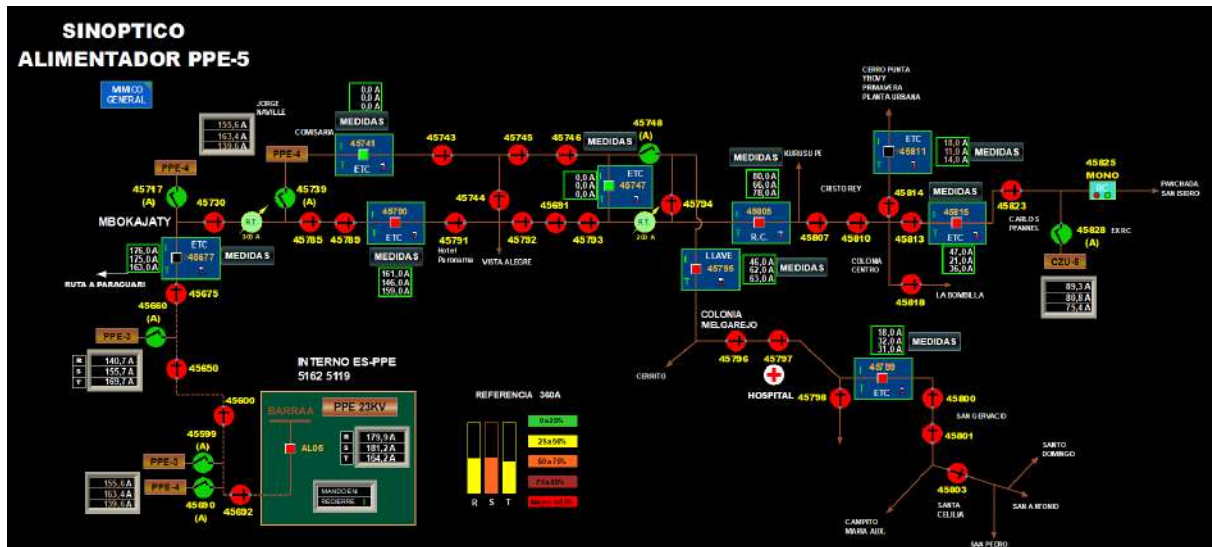 SINOPTICO
ALIMENTADOR PPE-5
MIMICO
GENERAL
JORGE
NAVILLE
155,6 A
163,4 A
139,6 A
0,0 A
0,0 A
0,0 A
MEDIDAS
COMISARIA
PPE-4
45741
ETC
45743
45745
45746
MEDIDAS
45748
(A)
0,0 A
0,0 A
0,0 A
ETC
45747
PPE-4
45717
(A)
45730
R.T.
300 A
45739
(A)
45785
45789
45790
ETC
161,0 A
146,0 A
159,0 A
MEDIDAS
45791
Hotel
45744
45792
VISTA ALEGRE
45691
45793
R.T.
200 A
45794
MBOKAJATY
176,0 A
175,0 A
163,0 A
ETC
45677
MEDIDAS
RUTA A PARAGUARI
45675
45660
(A)
PPE-3
R 140,7 A
S 155,7 A
T 169,7 A
45650
45600
45599
(A)
PPE-3
PPE-4
45690
(A)
45692
155,6 A
163,4 A
139,6 A
INTERNO ES-PPE
5162 5119
BARRA A
PPE 23KV
AL05
R 179,9 A
S 181,2 A
T 164,2 A
MANDO EN
RECIERRE
REFERENCIA 360A
R S T
MEDIDAS
80,0 A
66,0 A
78,0 A
KURUSU PE
45805
R.C.
45807
CRISTO REY
45810
COLONIA
CENTRO
LLAVE
45795
46,0 A
62,0 A
63,0 A
MEDIDAS
COLONIA
MELGAREJO
CERRITO
45796
45797
HOSPITAL
45798
18,0 A
32,0 A
31,0 A
MEDIDAS
ETC
45800
SAN GERVACIO
45801
45803
SANTA
CELILIA
SANTO
DOMINGO
SAN ANTONIO
SAN PEDRO
CAMPITO
MARIA AUX.
CERRO PUNTA
YHOVY
PRIMAVERA
PLANTA URBANA
ETC
45811
18,0 A
11,0 A
14,0 A
MEDIDAS
45814
45813
MEDIDAS
45815
ETC
47,0 A
21,0 A
36,0 A
45818
LA BOMBILLA
45823
CARLOS
PFANNEL
45825
MONO
RC
SAN ISIDRO
45828
(A)
EXRC
CZU-6
89,3 A
80,8 A
75,4 A